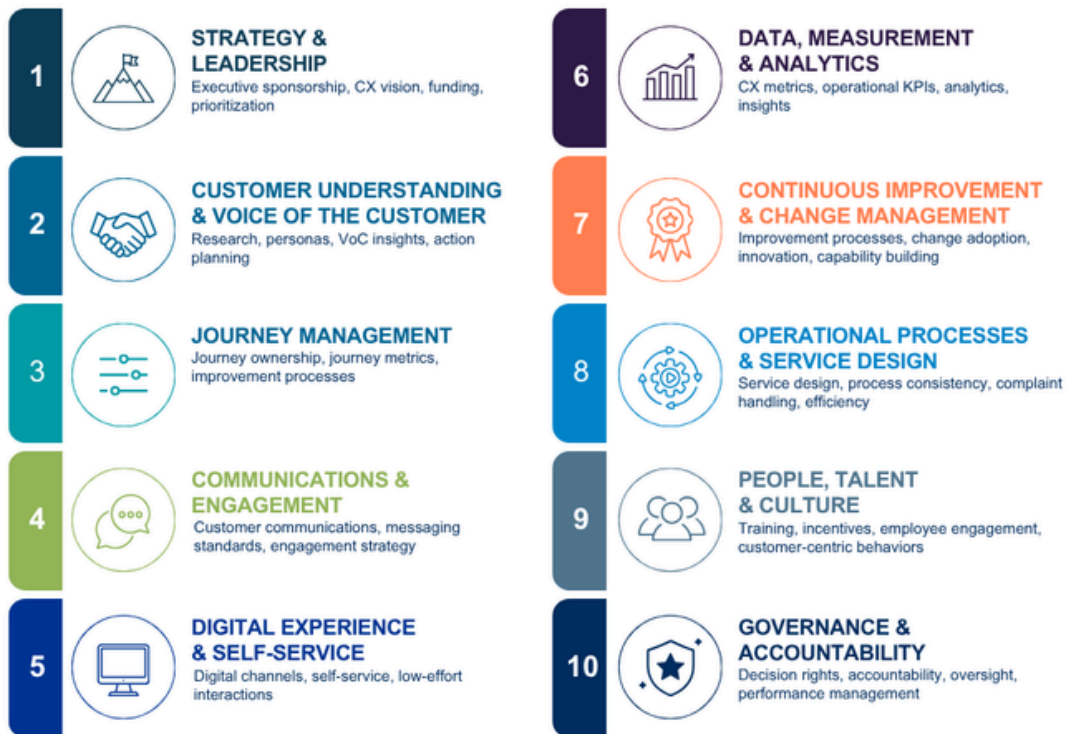 1
STRATEGY &
LEADERSHIP
Executive sponsorship, CX vision, funding,
prioritization
2
CUSTOMER UNDERSTANDING
& VOICE OF THE CUSTOMER
Research, personas, VoC insights, action
planning
3
JOURNEY MANAGEMENT
Journey ownership, journey metrics,
improvement processes
4
COMMUNICATIONS &
ENGAGEMENT
Customer communications, messaging
standards, engagement strategy
5
DIGITAL EXPERIENCE
& SELF-SERVICE
Digital channels, self-service, low-effort
interactions
6
DATA, MEASUREMENT
& ANALYTICS
CX metrics, operational KPIs, analytics,
insights
7
CONTINUOUS IMPROVEMENT
& CHANGE MANAGEMENT
Improvement processes, change adoption,
innovation, capability building
8
OPERATIONAL PROCESSES
& SERVICE DESIGN
Service design, process consistency, complaint
handling, efficiency
9
PEOPLE, TALENT
& CULTURE
Training, incentives, employee engagement,
customer-centric behaviors
10
GOVERNANCE &
ACCOUNTABILITY
Decision rights, accountability, oversight,
performance management